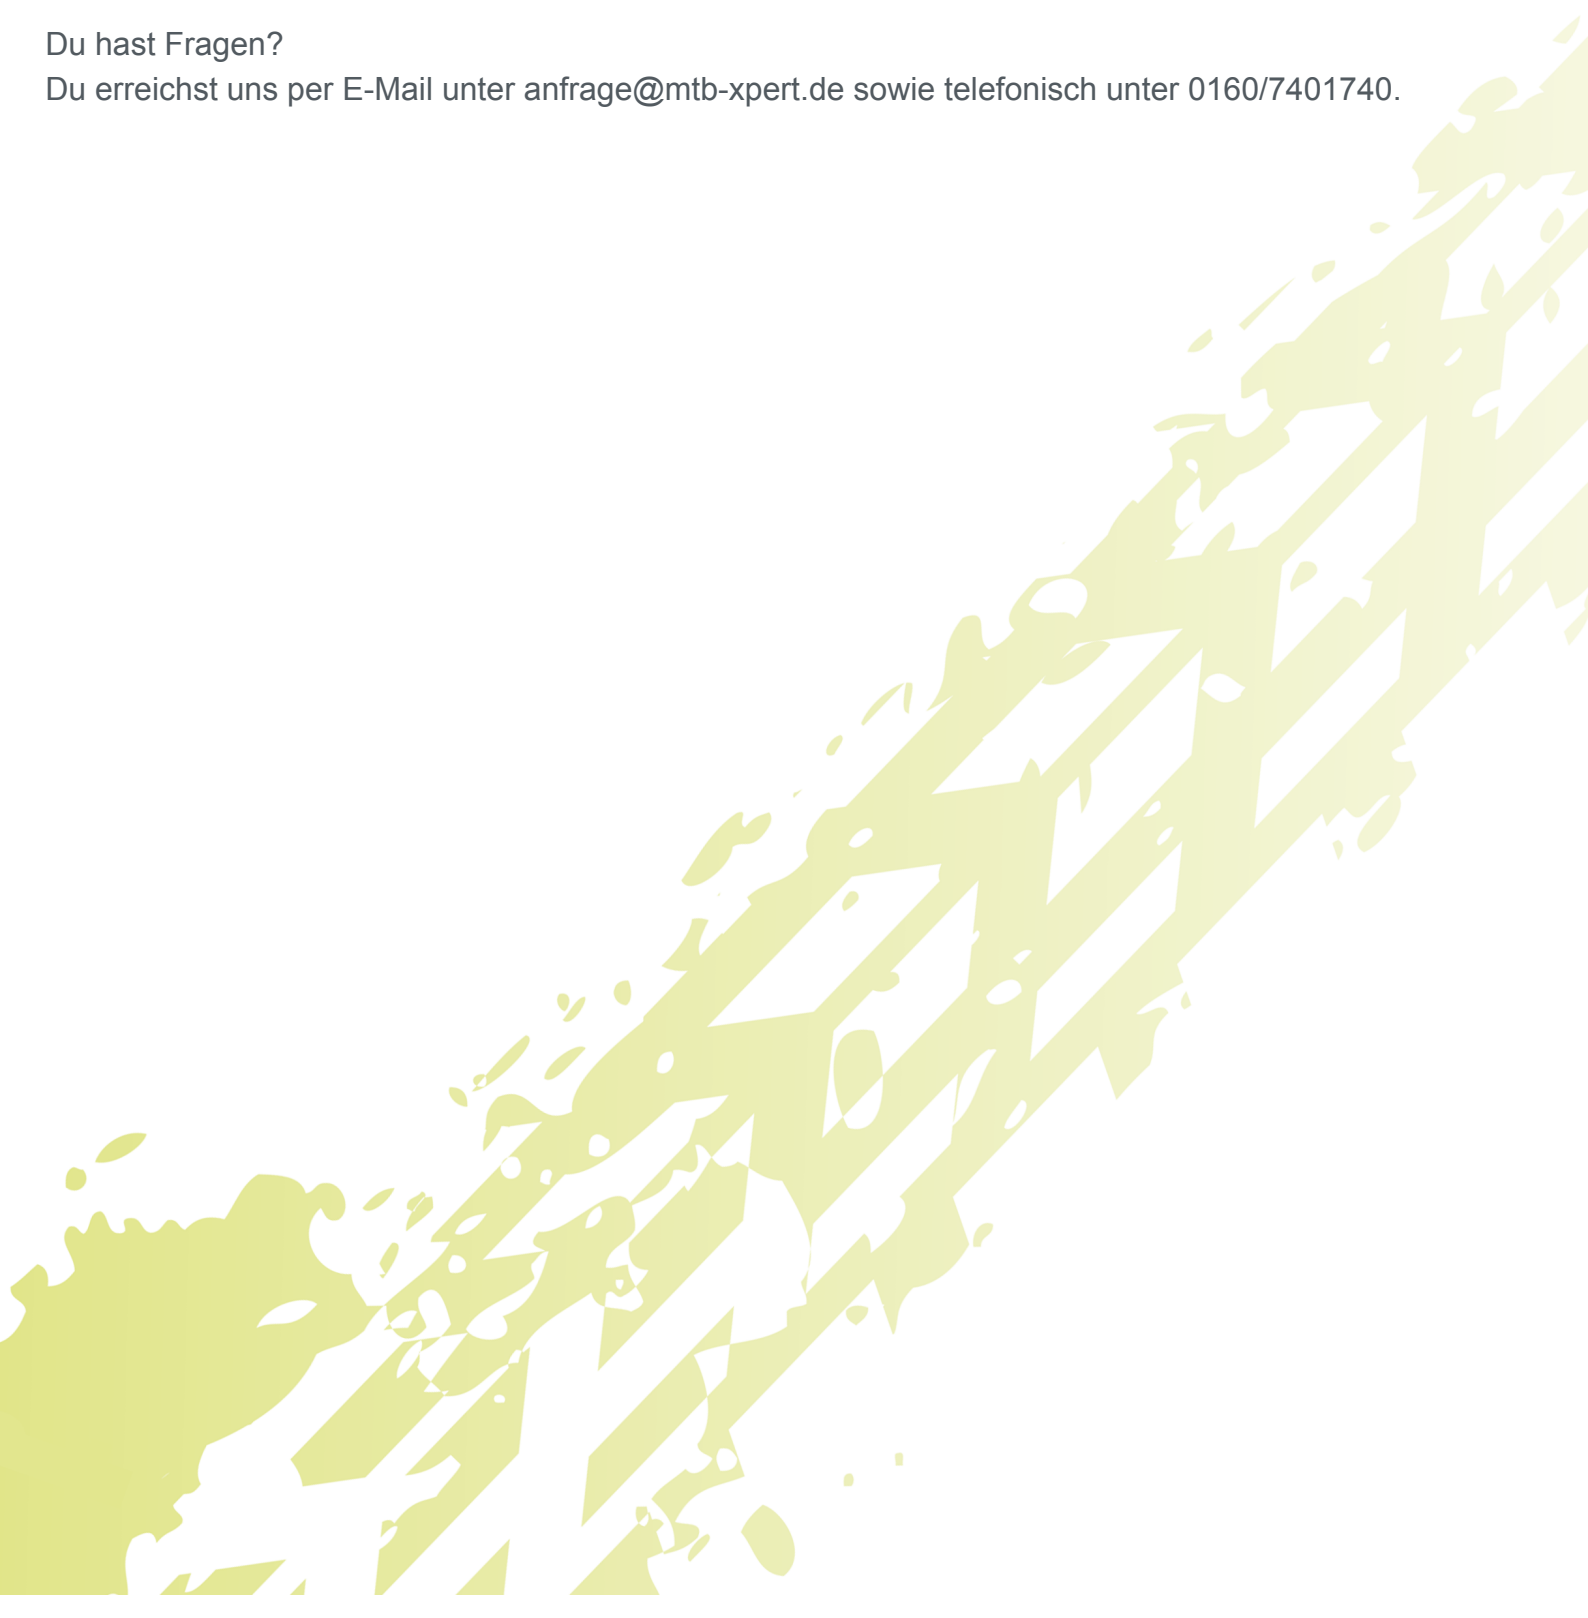 Du hast Fragen?
Du erreichst uns per E-Mail unter anfrage@mtb-xpert.de sowie telefonisch unter 0160/7401740.